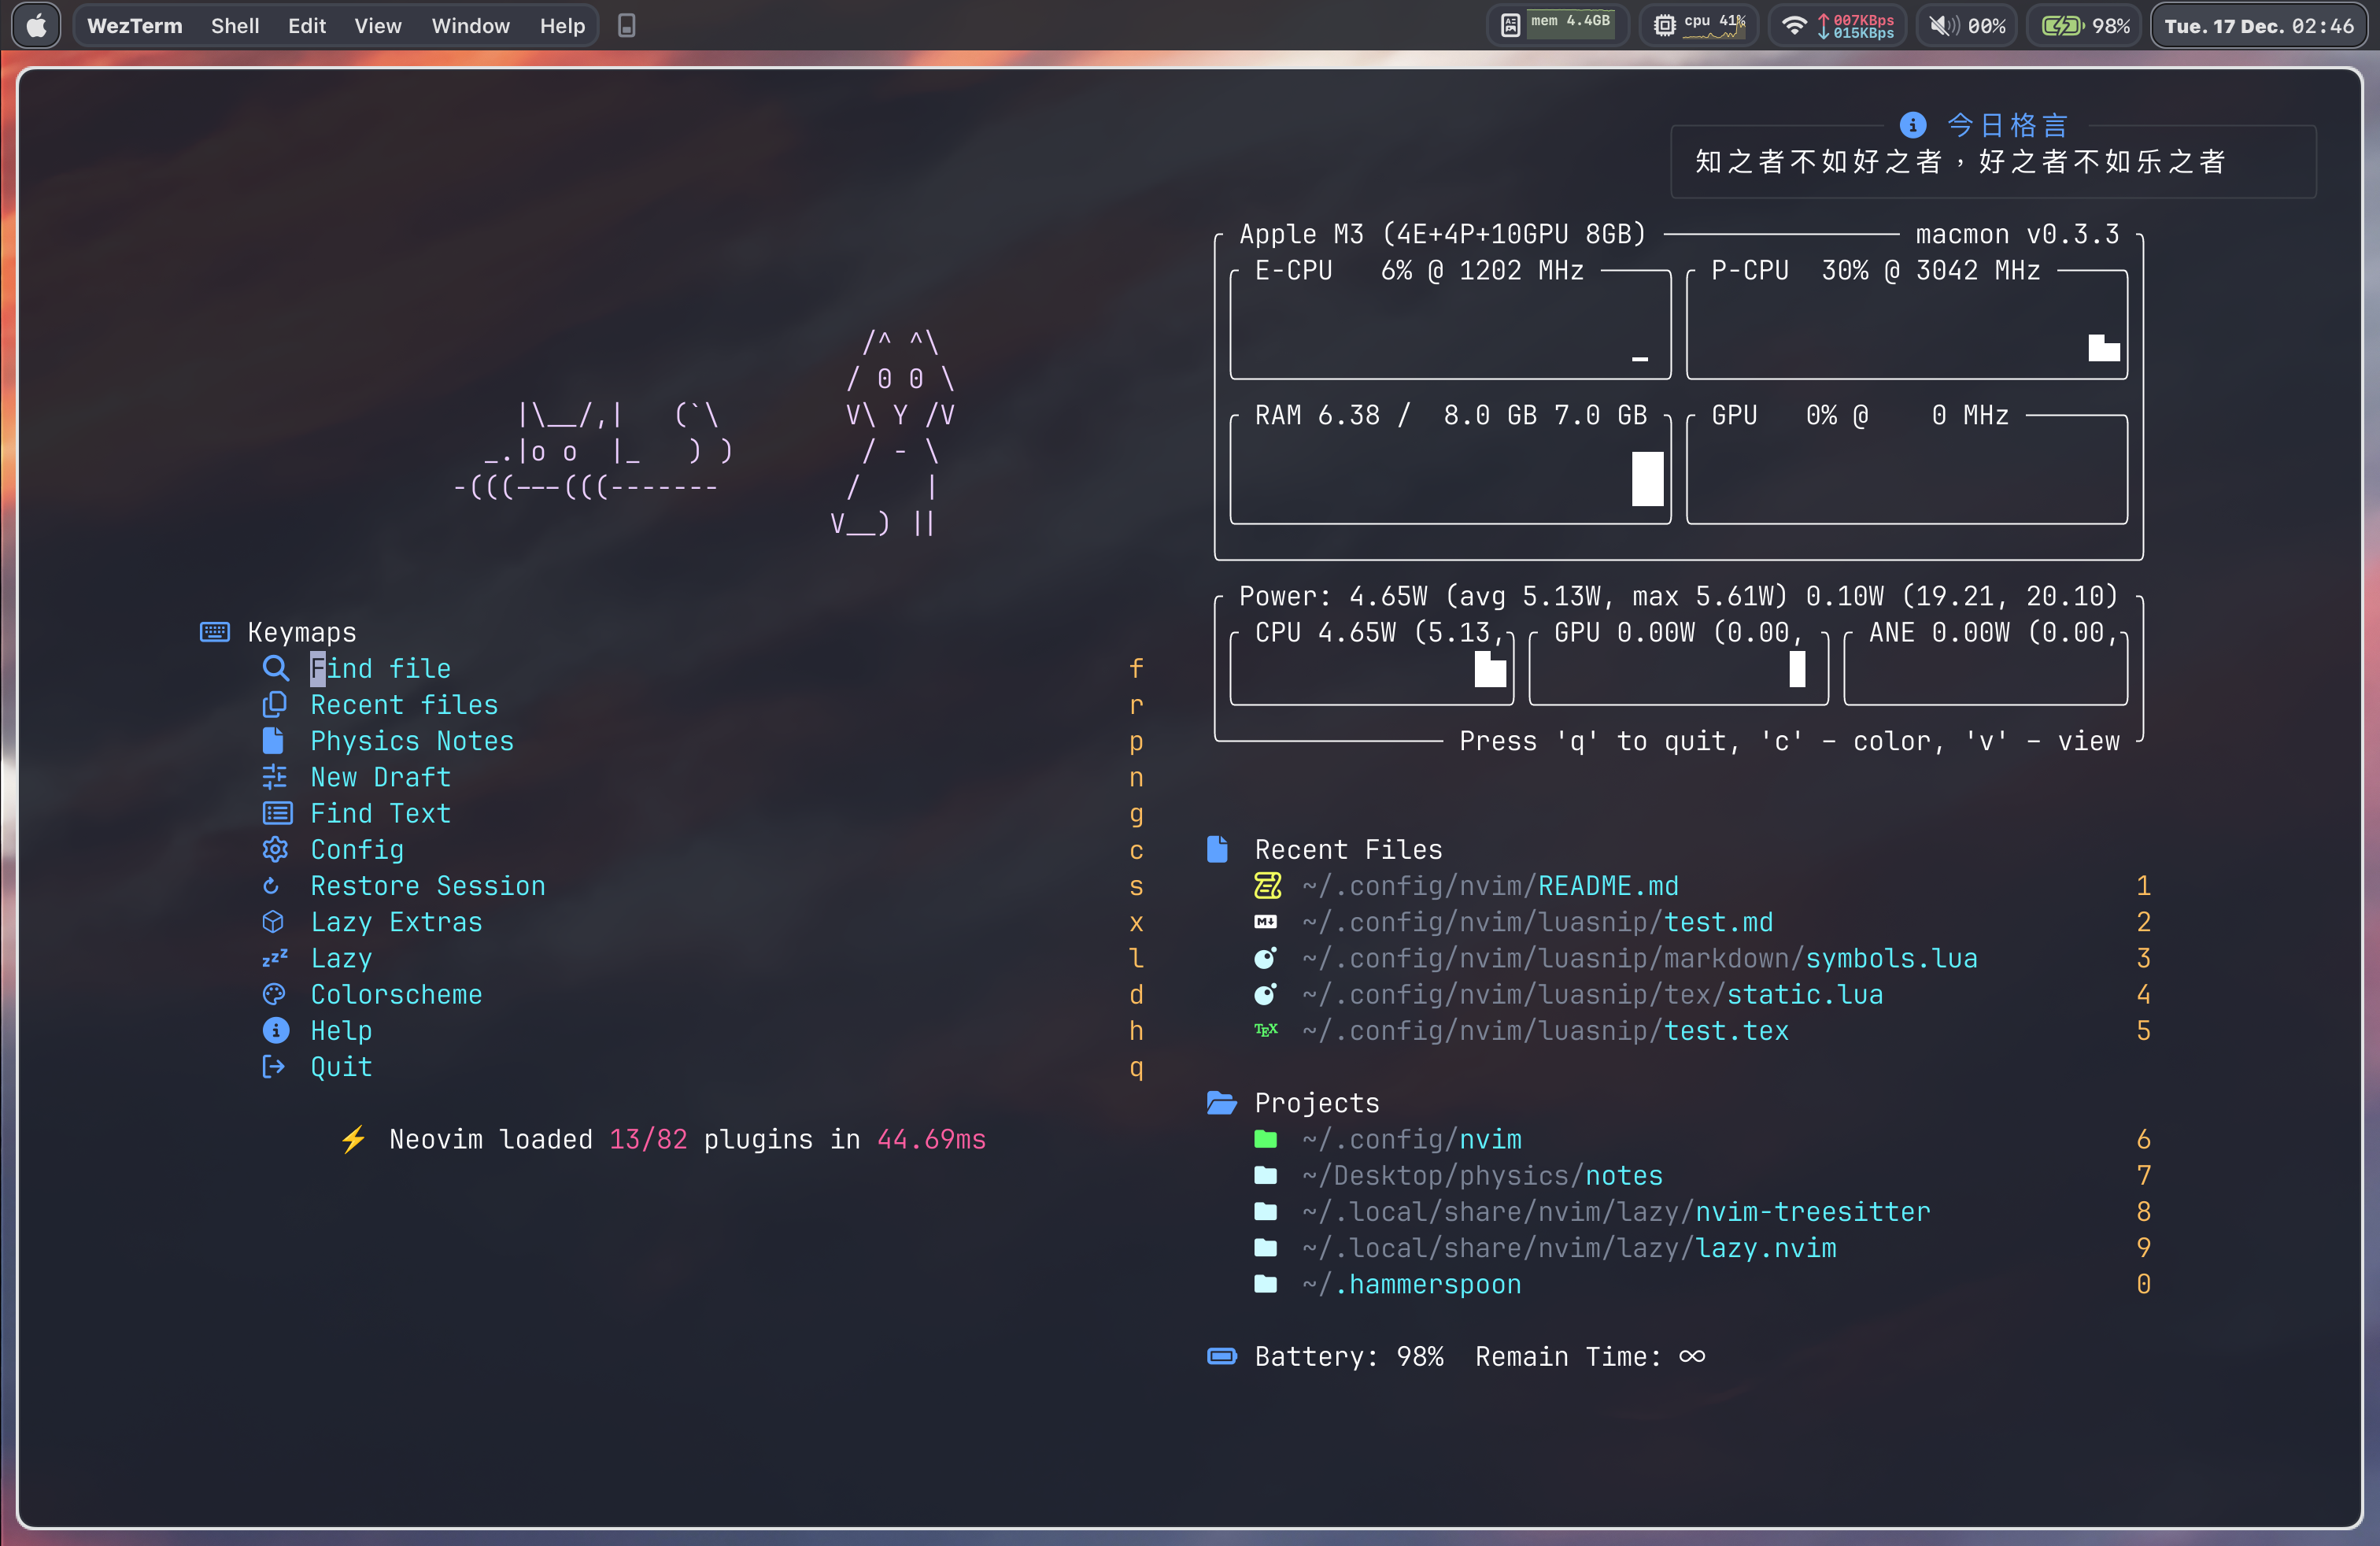 WezTerm Shell Edit View Window Help
mem 4.4GB
cpu 41%
007KBps
015KBps
00%
98%
Tue. 17 Dec. 02:46
今日格言
知之者不如好之者，好之者不如乐之者
Apple M3 (4E+4P+10GPU 8GB) macmon v0.3.3
E-CPU 6% @ 1202 MHz
P-CPU 30% @ 3042 MHz
RAM 6.38 / 8.0 GB 7.0 GB
GPU 0% @ 0 MHz
Power: 4.65W (avg 5.13W, max 5.61W) 0.10W (19.21, 20.10)
CPU 4.65W (5.13,
GPU 0.00W (0.00,
ANE 0.00W (0.00,
Press 'q' to quit, 'c' – color, 'v' – view
/^ ^\
/ 0 0 \
|\__/,|   (`\    V\ Y /V
_.|o o  |_   ) )    / - \
-(((---(((-------    /    |
V__) ||
Keymaps
Find file f
Recent files r
Physics Notes p
New Draft n
Find Text g
Config c
Restore Session s
Lazy Extras x
Lazy l
Colorscheme d
Help h
Quit q
⚡ Neovim loaded 13/82 plugins in 44.69ms
Recent Files
~/.config/nvim/README.md 1
~/.config/nvim/luasnip/test.md 2
~/.config/nvim/luasnip/markdown/symbols.lua 3
~/.config/nvim/luasnip/tex/static.lua 4
TEX ~/.config/nvim/luasnip/test.tex 5
Projects
~/.config/nvim 6
~/Desktop/physics/notes 7
~/.local/share/nvim/lazy/nvim-treesitter 8
~/.local/share/nvim/lazy/lazy.nvim 9
~/.hammerspoon 0
Battery: 98% Remain Time: ∞